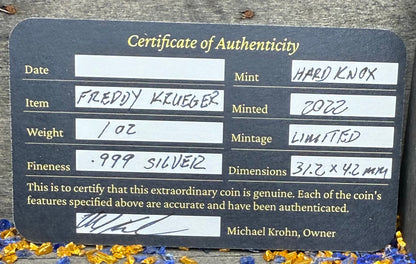 Certificate of Authenticity
Date
Mint HARD KNOX
Item FREDDY KRUEGER
Minted 2022
Weight 1 OZ
Mintage LIMITED
Fineness .999 SILVER
Dimensions 31.2 x 42 mm
This is to certify that this extraordinary coin is genuine. Each of the coin's
features specified above are accurate and have been authenticated.
Michael Krohn, Owner